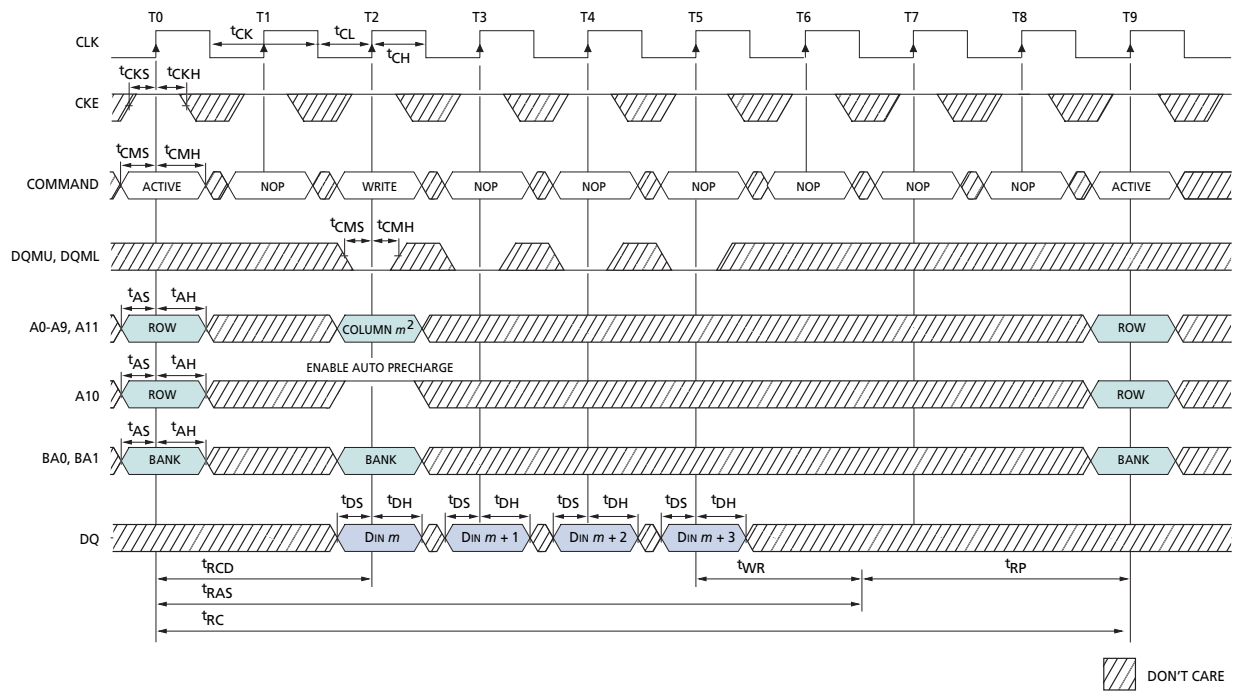 T0 T1 T2 T3 T4 T5 T6 T7 T8 T9
CLK
tCK tCL
tCH
tCKS tCKH
CKE
tCMS tCMH
COMMAND ACTIVE NOP WRITE NOP NOP NOP NOP NOP NOP ACTIVE
tCMS tCMH
DQMU, DQML
tAS tAH
A0-A9, A11 ROW COLUMN m2 ROW
tAS tAH ENABLE AUTO PRECHARGE
A10 ROW ROW
tAS tAH
BA0, BA1 BANK BANK BANK
tDS tDH tDS tDH tDS tDH tDS tDH
DQ DIN m DIN m + 1 DIN m + 2 DIN m + 3
tRCD tWR tRP
tRAS
tRC
DON'T CARE